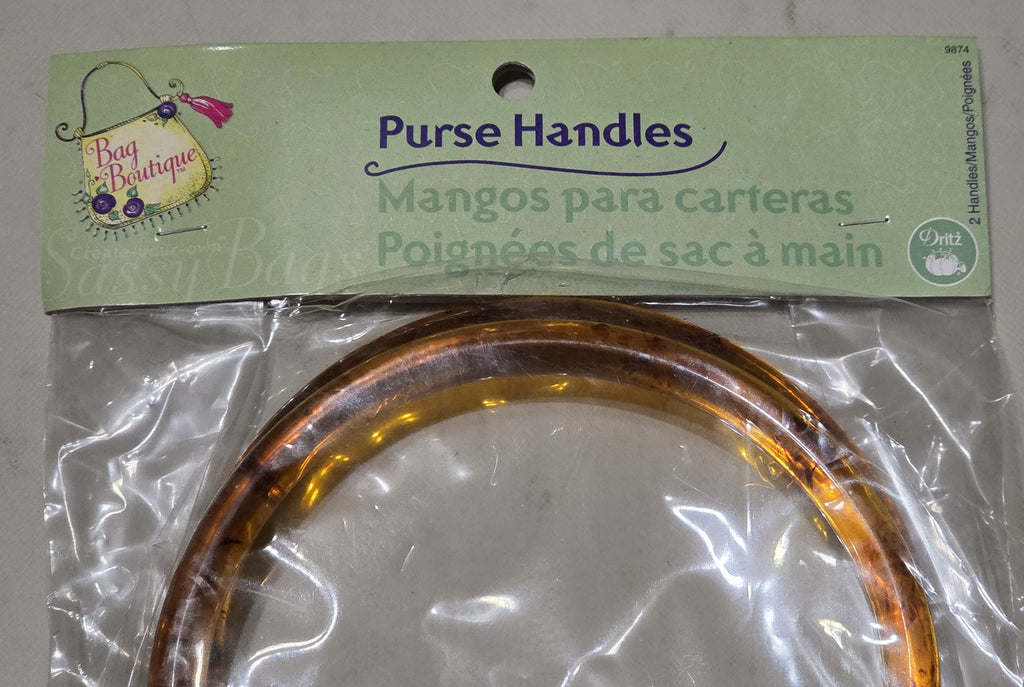 9874
Bag
Boutique™
Purse Handles
Mangos para carteras
Poignées de sac à main
Create-your-own
Sassy Bags
2 Handles/Mangos/Poignées
Dritz